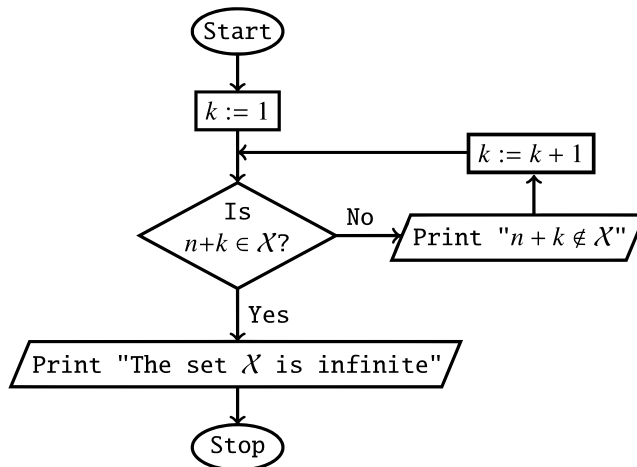 Start
k := 1
k := k + 1
Is
n+k ∈ 𝒳?
No
Print "n + k ∉ 𝒳"
Yes
Print "The set 𝒳 is infinite"
Stop